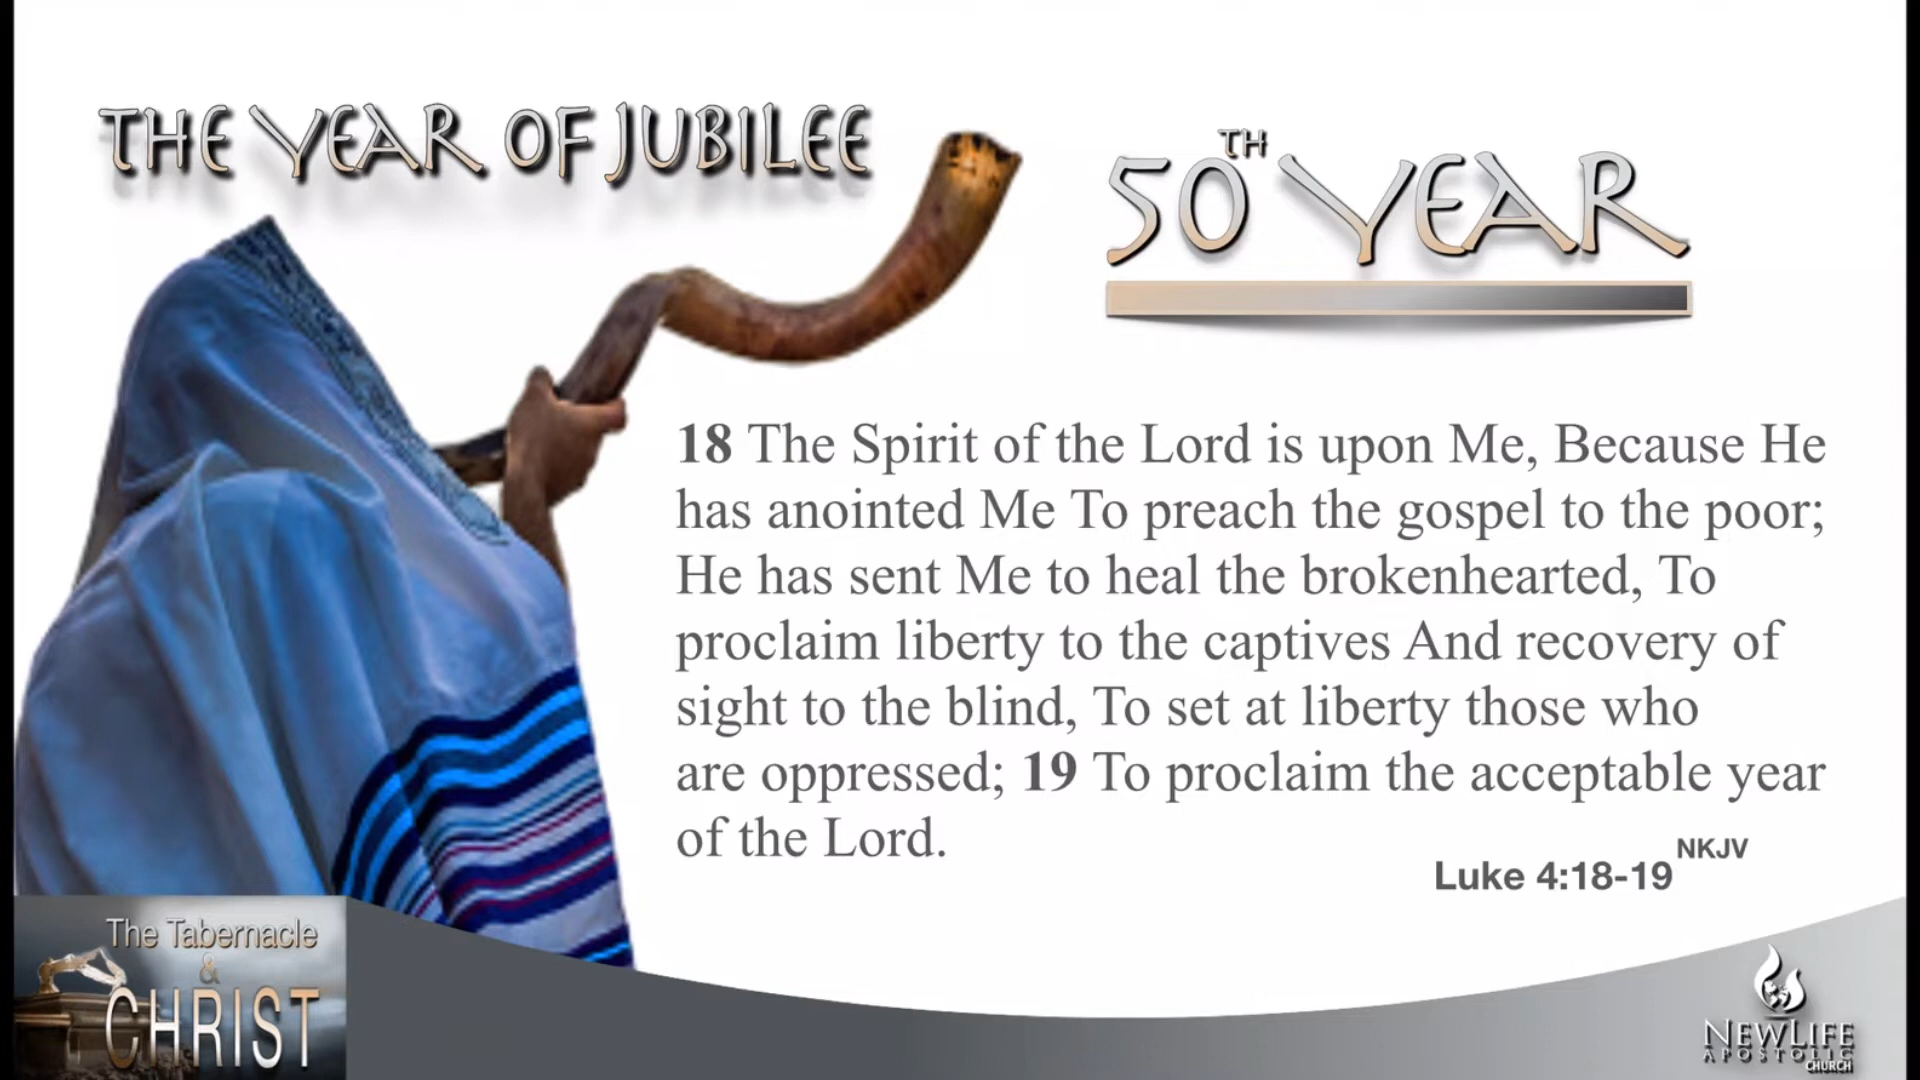 THE YEAR OF JUBILEE
50TH YEAR
18 The Spirit of the Lord is upon Me, Because He
has anointed Me To preach the gospel to the poor;
He has sent Me to heal the brokenhearted, To
proclaim liberty to the captives And recovery of
sight to the blind, To set at liberty those who
are oppressed; 19 To proclaim the acceptable year
of the Lord.
Luke 4:18-19 NKJV
The Tabernacle
&
CHRIST
NEWLIFE
APOSTOLIC
CHURCH